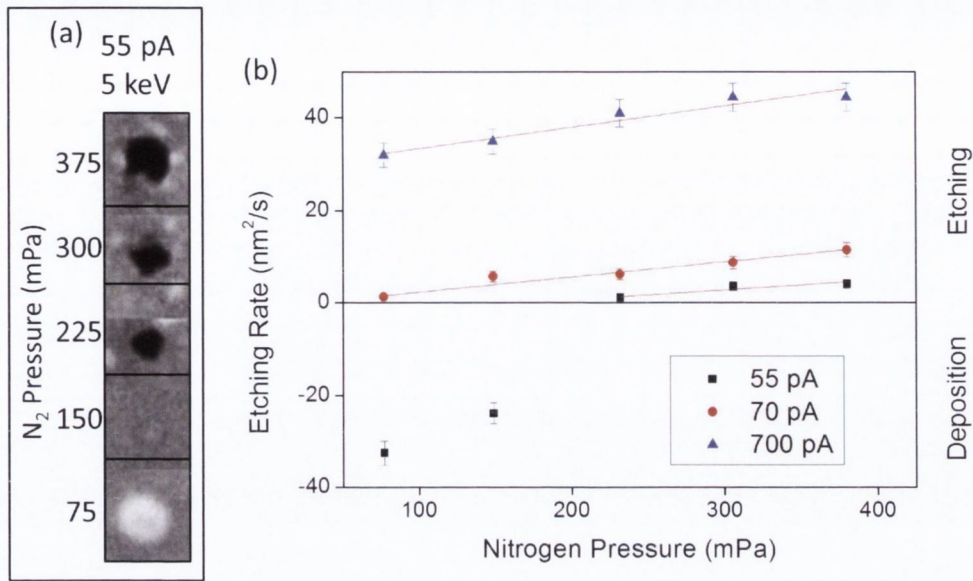 (a)
55 pA
5 keV
N₂ Pressure (mPa)
375
300
225
150
75
(b)
Etching Rate (nm²/s)
40
20
0
-20
-40
55 pA
70 pA
700 pA
100
200
300
400
Nitrogen Pressure (mPa)
Etching
Deposition